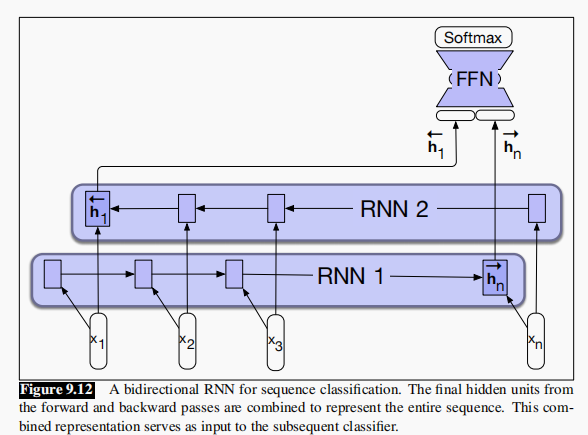 Softmax
FFN
←h₁ →hₙ
←h₁
RNN 2
RNN 1
→hₙ
x₁ x₂ x₃ xₙ
Figure 9.12 A bidirectional RNN for sequence classification. The final hidden units from
the forward and backward passes are combined to represent the entire sequence. This com-
bined representation serves as input to the subsequent classifier.